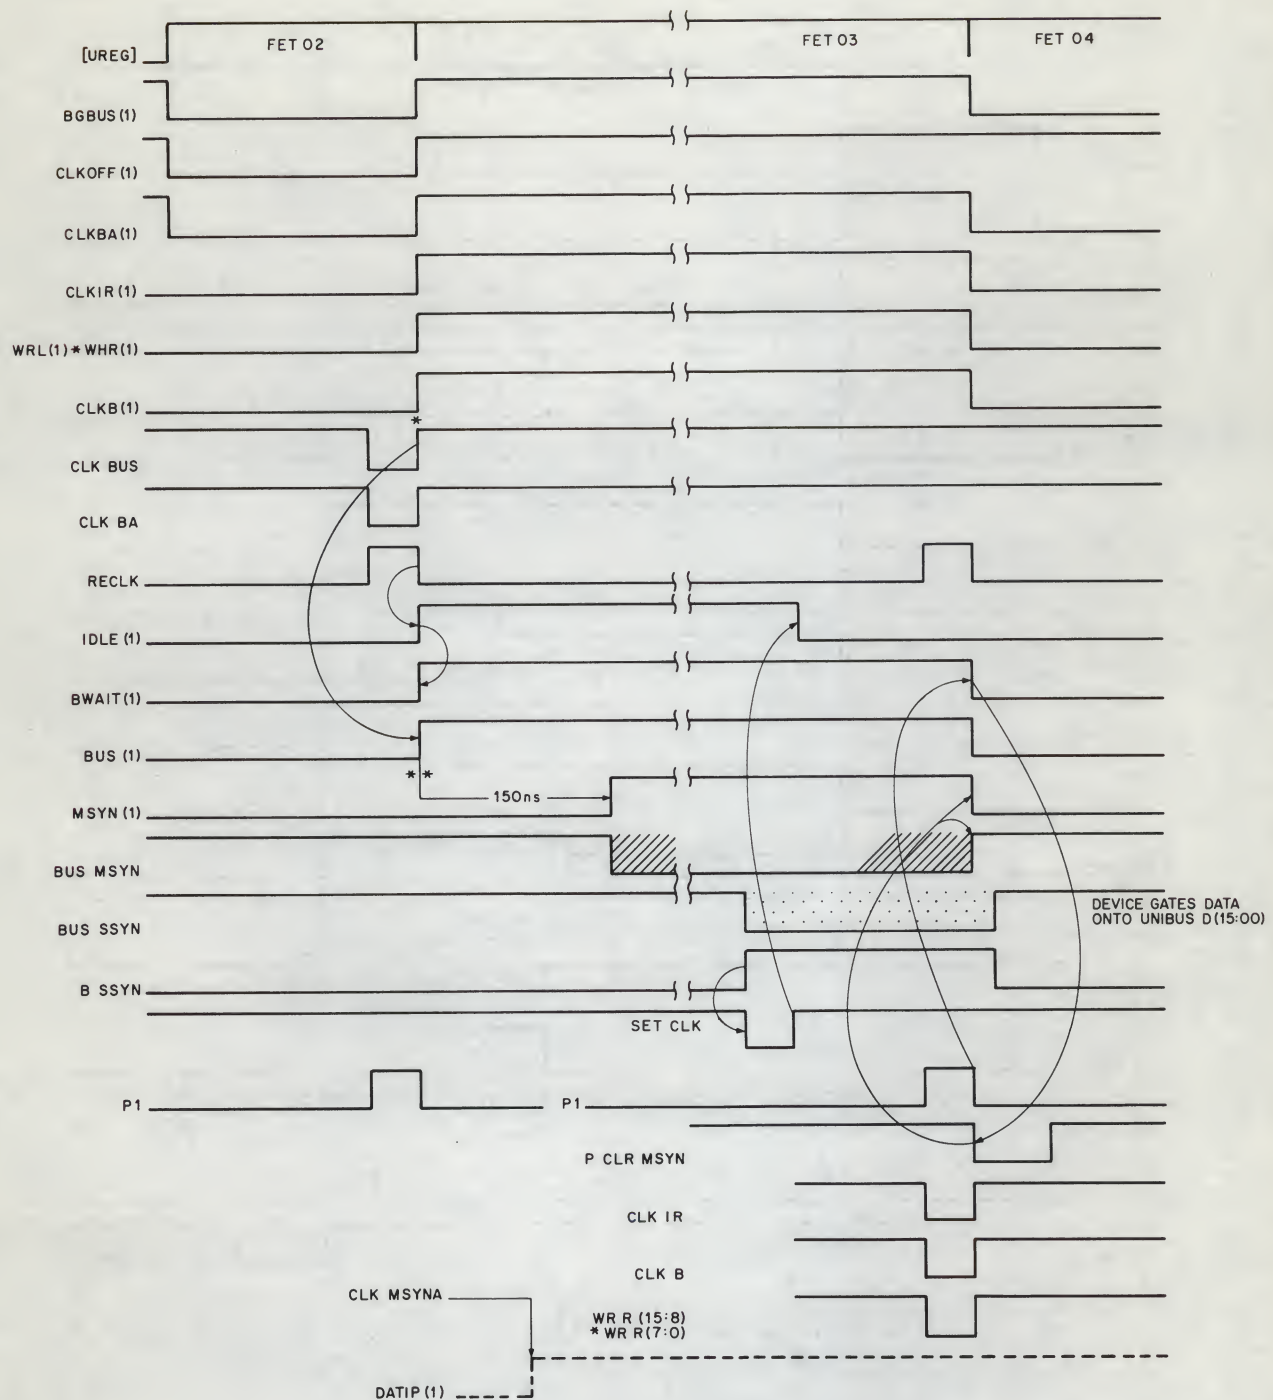 FET 02
FET 03
FET 04
[UREG]
BGBUS (1)
CLKOFF (1)
CLKBA (1)
CLKIR (1)
WRL(1) * WHR(1)
CLKB(1)
*
CLK BUS
CLK BA
RECLK
IDLE (1)
BWAIT(1)
BUS (1)
* *
150ns
MSYN (1)
BUS MSYN
DEVICE GATES DATA
ONTO UNIBUS D(15:00)
BUS SSYN
B SSYN
SET CLK
P1
P1
P CLR MSYN
CLK IR
CLK B
CLK MSYNA
WR R (15:8)
* WR R(7:0)
DATIP (1)